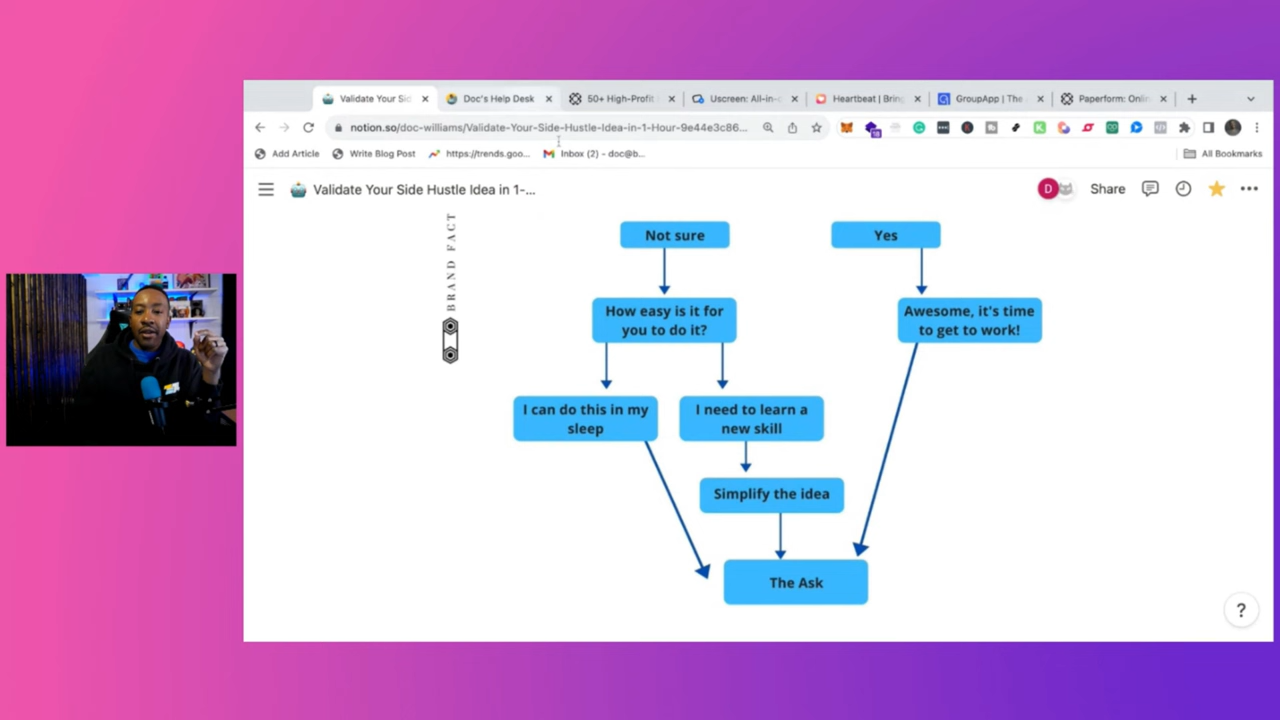 Validate Your Sid
Doc's Help Desk
50+ High-Profit
Uscreen: All-in-
Heartbeat | Bring
GroupApp | The
Paperform: Onlin
notion.so/doc-williams/Validate-Your-Side-Hustle-Idea-in-1-Hour-9e44e3c86...
18
Add Article
Write Blog Post
https://trends.goo...
Inbox (2) - doc@b...
All Bookmarks
Validate Your Side Hustle Idea in 1-...
D
Share
BRAND FACT
Not sure
Yes
How easy is it for
you to do it?
Awesome, it's time
to get to work!
I can do this in my
sleep
I need to learn a
new skill
Simplify the idea
The Ask
?